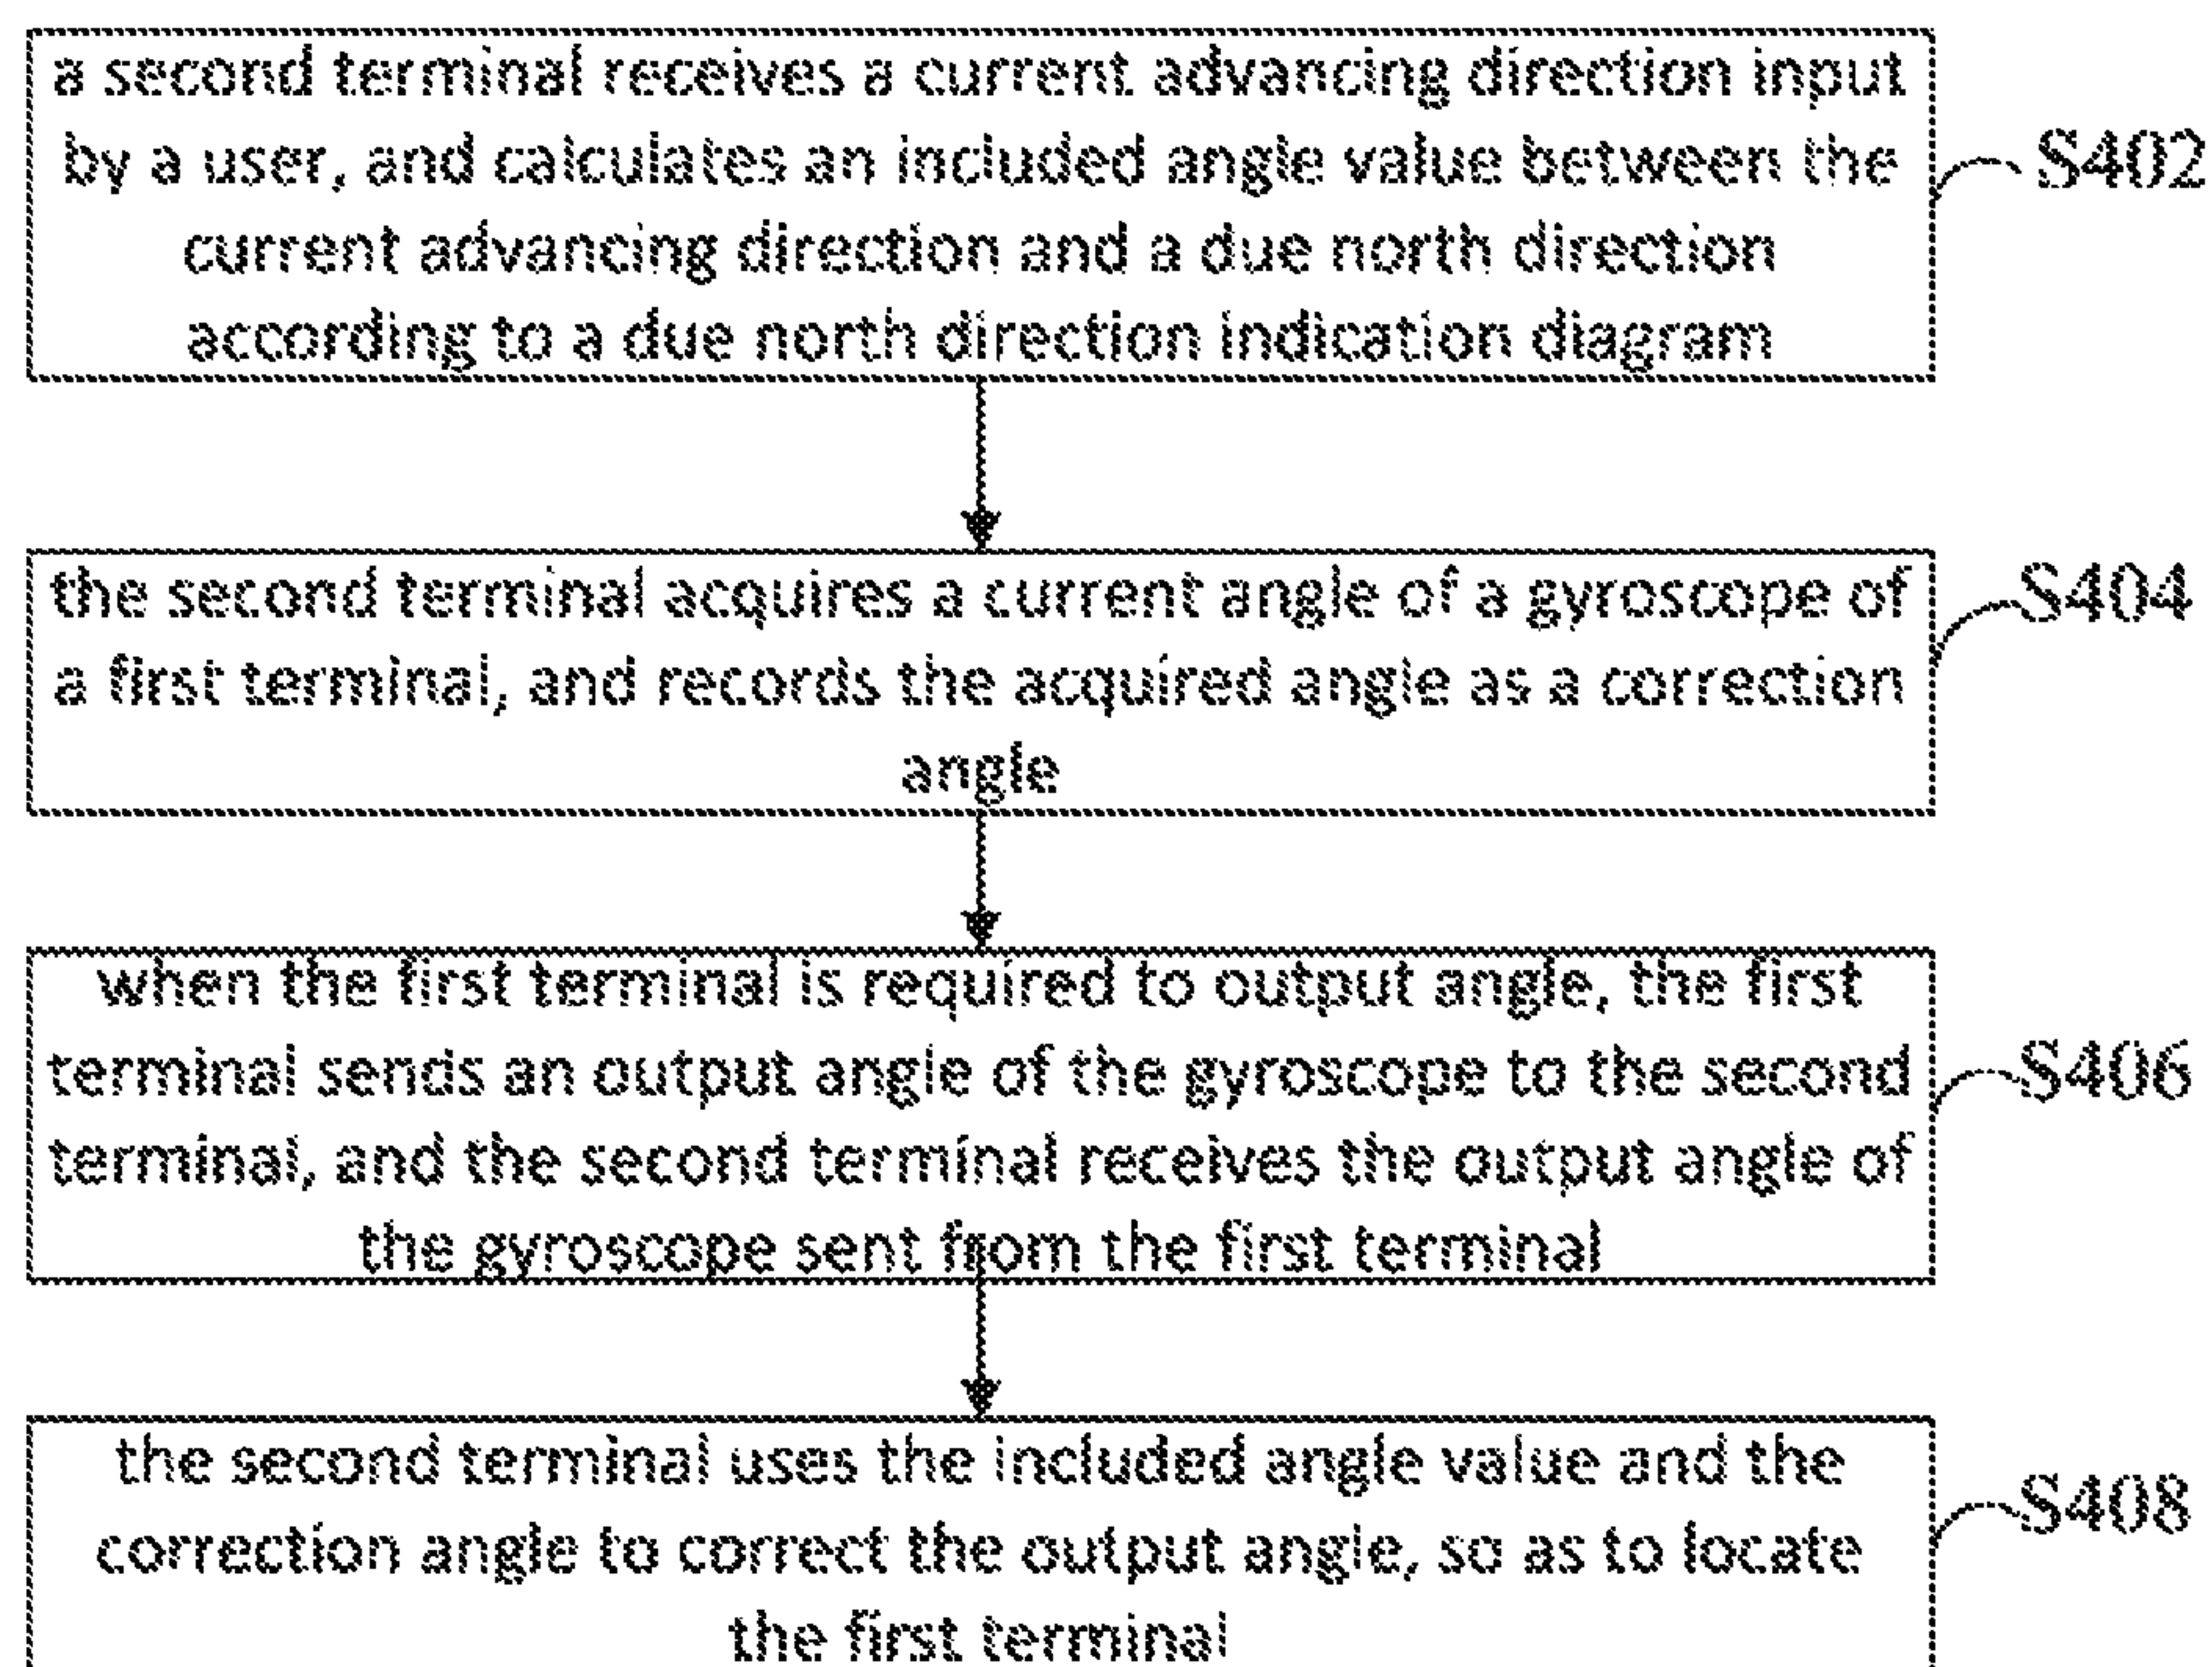 a second terminal receives a current advancing direction input
by a user, and calculates an included angle value between the
current advancing direction and a due north direction
according to a due north direction indication diagram
S402
the second terminal acquires a current angle of a gyroscope of
a first terminal, and records the acquired angle as a correction
angle
S404
when the first terminal is required to output angle, the first
terminal sends an output angle of the gyroscope to the second
terminal, and the second terminal receives the output angle of
the gyroscope sent from the first terminal
S406
the second terminal uses the included angle value and the
correction angle to correct the output angle, so as to locate
the first terminal
S408